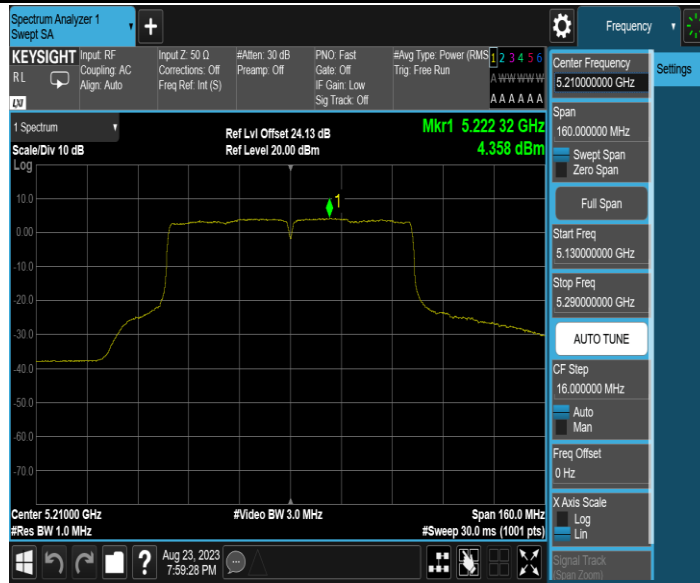 Spectrum Analyzer 1
Swept SA
+
Frequency
KEYSIGHT
RL
LXI
Input: RF
Coupling: AC
Align: Auto
Input Z: 50 Ω
Corrections: Off
Freq Ref: Int (S)
#Atten: 30 dB
Preamp: Off
PNO: Fast
Gate: Off
IF Gain: Low
Sig Track: Off
#Avg Type: Power (RMS
Trig: Free Run
1 2 3 4 5 6
A W W W W W
A A A A A A
1 Spectrum
Scale/Div 10 dB
Log
Ref Lvl Offset 24.13 dB
Ref Level 20.00 dBm
Mkr1 5.222 32 GHz
4.358 dBm
1
10.0
0.00
-10.0
-20.0
-30.0
-40.0
-50.0
-60.0
-70.0
Center 5.21000 GHz
#Res BW 1.0 MHz
#Video BW 3.0 MHz
Span 160.0 MHz
#Sweep 30.0 ms (1001 pts)
Aug 23, 2023
7:59:28 PM
?
Center Frequency
5.210000000 GHz
Span
160.000000 MHz
Swept Span
Zero Span
Full Span
Start Freq
5.130000000 GHz
Stop Freq
5.290000000 GHz
AUTO TUNE
CF Step
16.000000 MHz
Auto
Man
Freq Offset
0 Hz
X Axis Scale
Log
Lin
Signal Track
(Span Zoom)
Settings